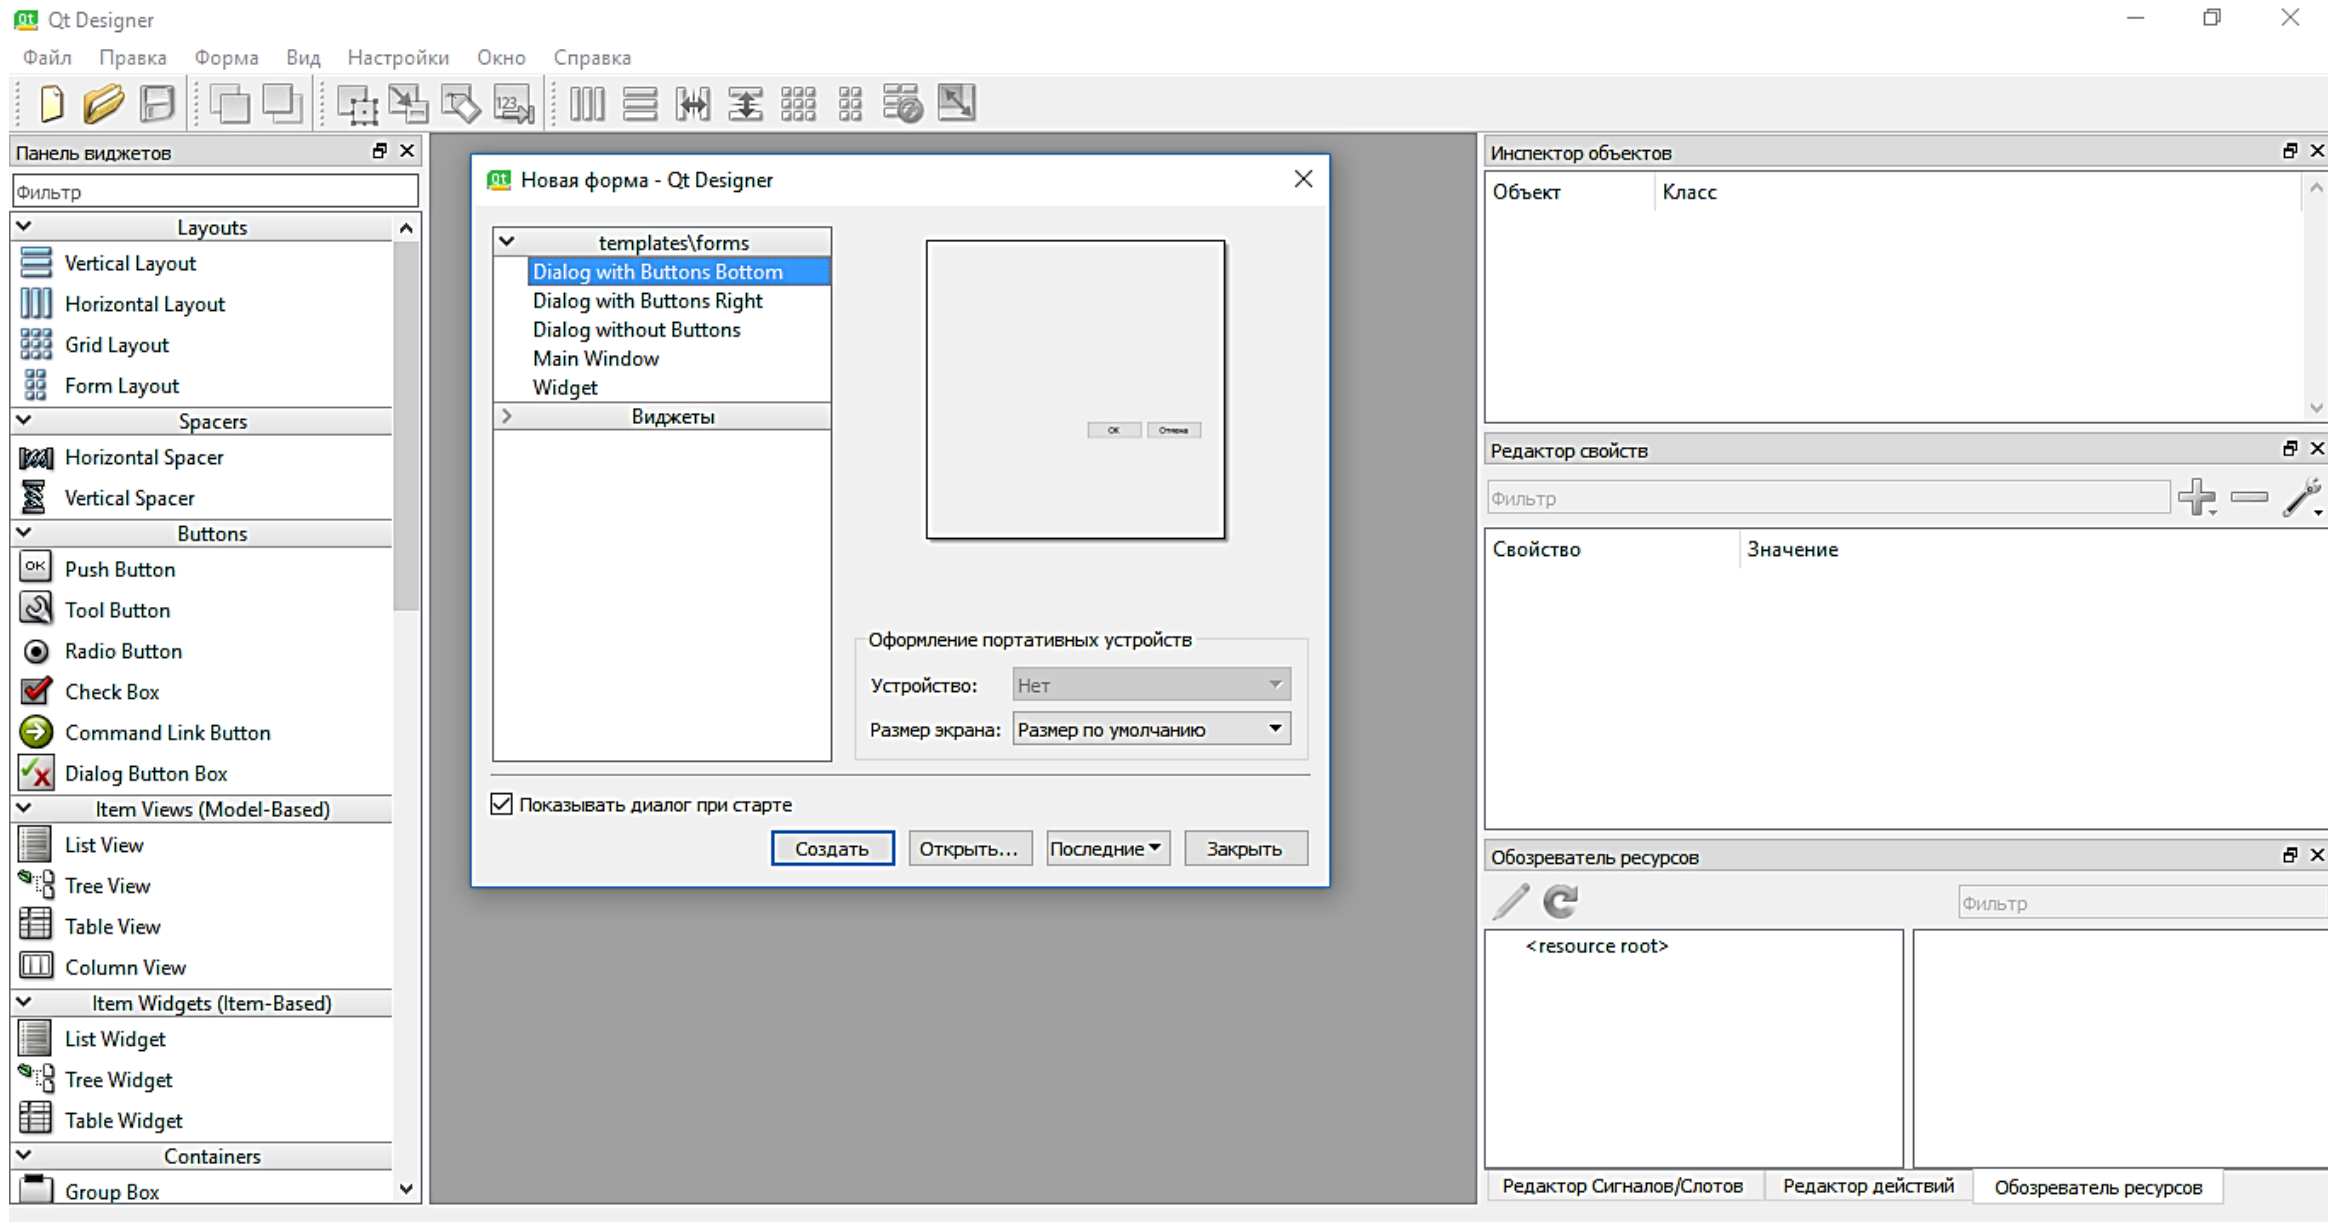 Qt Designer
Файл Правка Форма Вид Настройки Окно Справка
Панель виджетов
Фильтр
Layouts
Vertical Layout
Horizontal Layout
Grid Layout
Form Layout
Spacers
Horizontal Spacer
Vertical Spacer
Buttons
OK Push Button
Tool Button
Radio Button
Check Box
Command Link Button
Dialog Button Box
Item Views (Model-Based)
List View
Tree View
Table View
Column View
Item Widgets (Item-Based)
List Widget
Tree Widget
Table Widget
Containers
Group Box
Новая форма - Qt Designer
templates\forms
Dialog with Buttons Bottom
Dialog with Buttons Right
Dialog without Buttons
Main Window
Widget
Виджеты
OK Отмена
Оформление портативных устройств
Устройство: Нет
Размер экрана: Размер по умолчанию
Показывать диалог при старте
Создать Открыть... Последние Закрыть
Инспектор объектов
Объект Класс
Редактор свойств
Фильтр
Свойство Значение
Обозреватель ресурсов
Фильтр
<resource root>
Редактор Сигналов/Слотов Редактор действий Обозреватель ресурсов